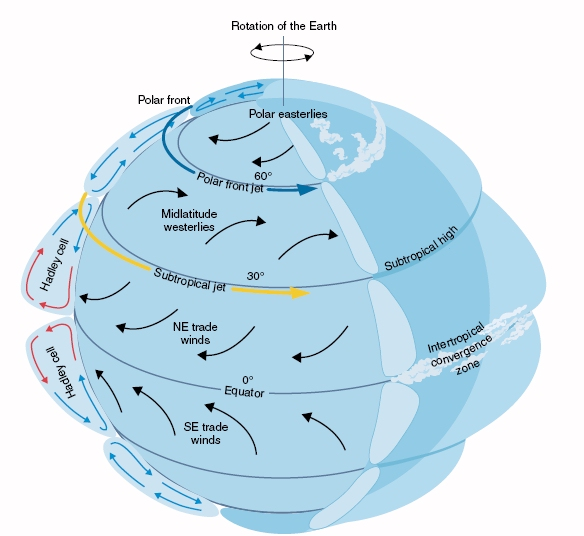 Rotation of the Earth
Polar front
Polar easterlies
60°
Polar front jet
Midlatitude
westerlies
Subtropical high
Hadley cell
30°
Subtropical jet
NE trade
winds
Intertropical
convergence
zone
Hadley cell
0°
Equator
SE trade
winds